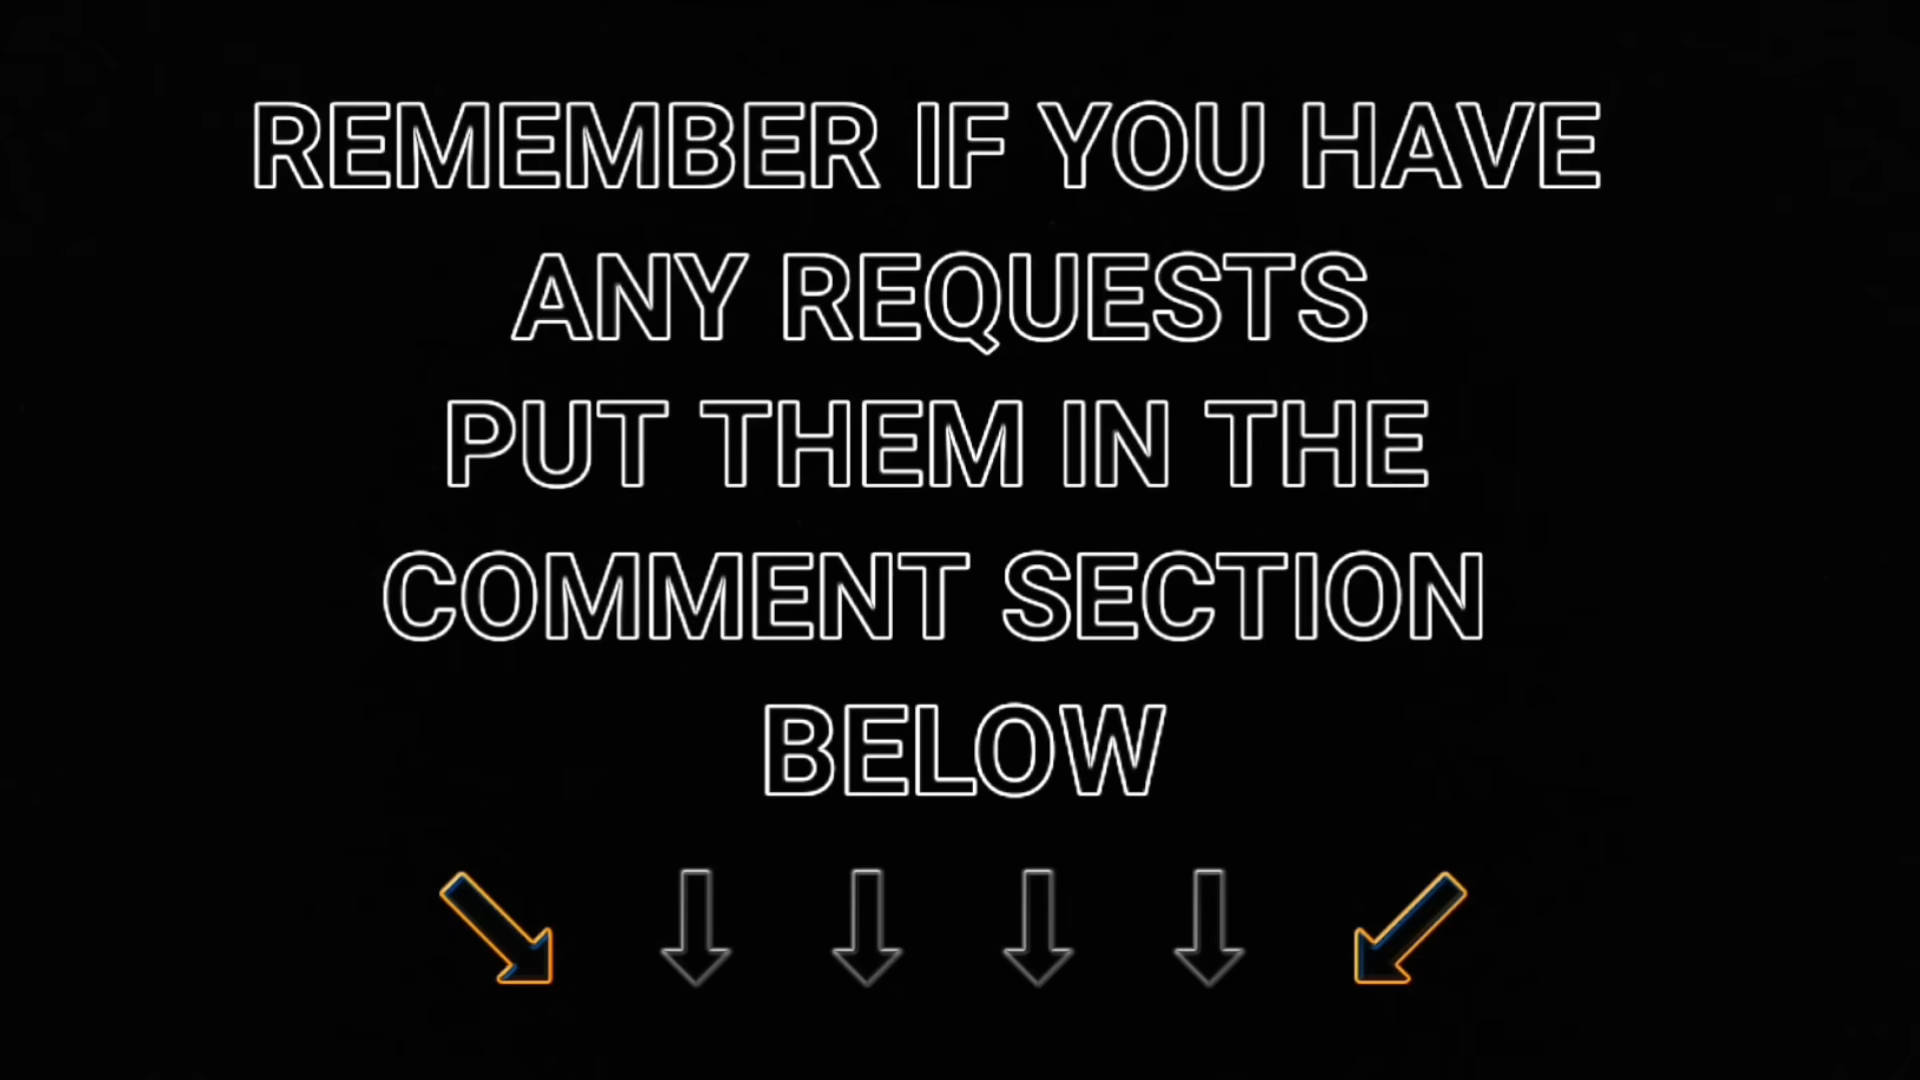 REMEMBER IF YOU HAVE
ANY REQUESTS
PUT THEM IN THE
COMMENT SECTION
BELOW